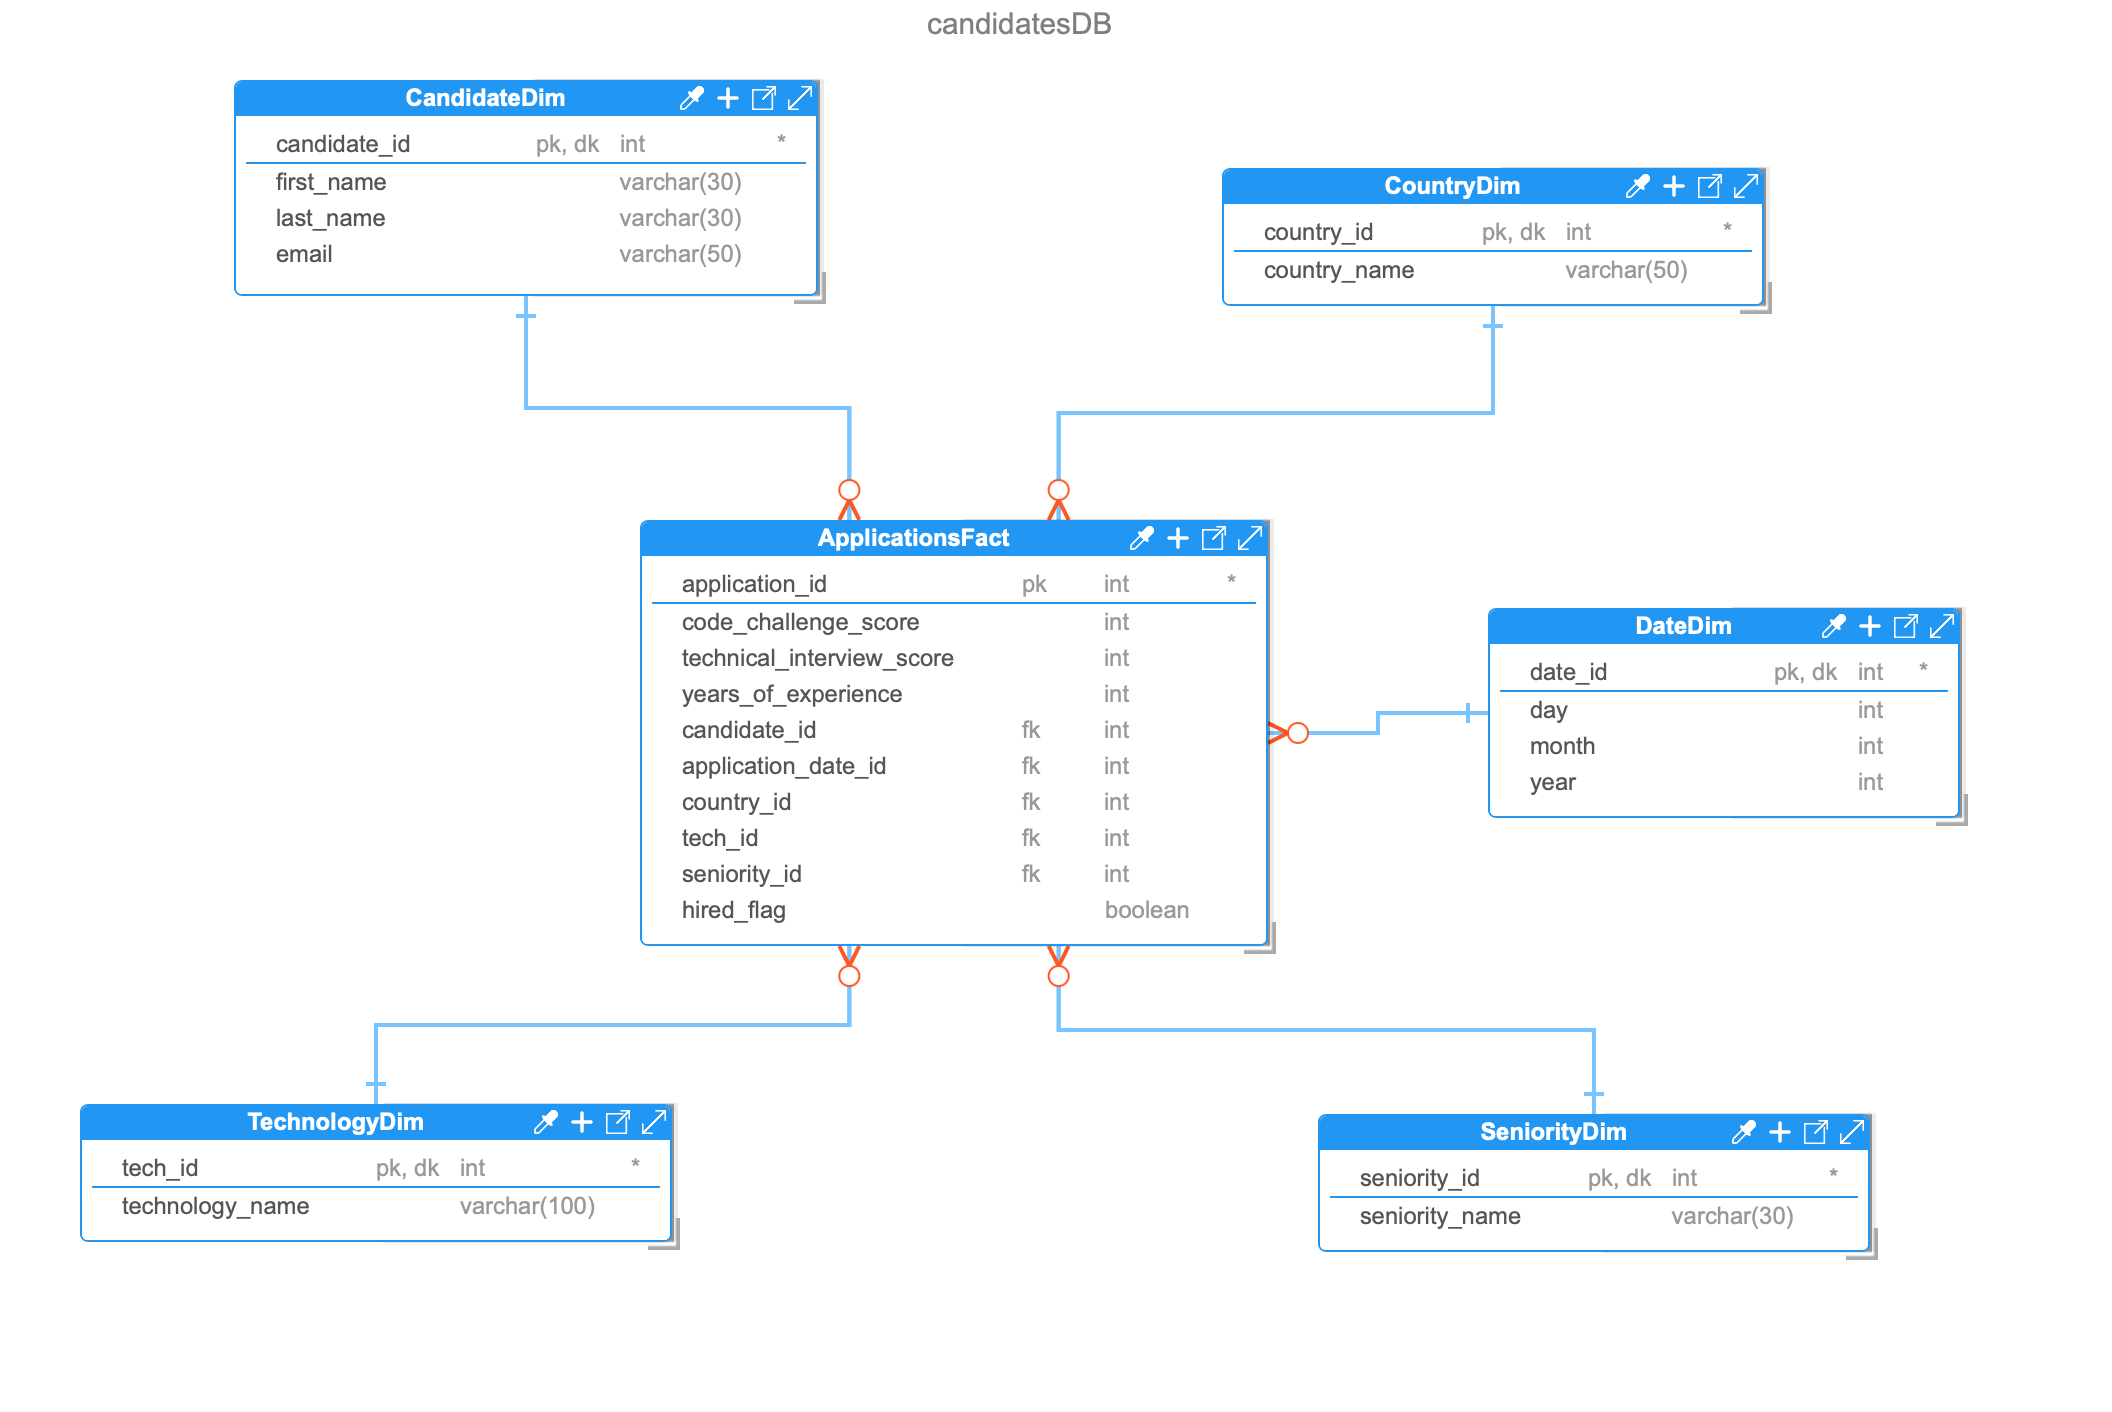 candidatesDB
CandidateDim
candidate_id pk, dk int *
first_name varchar(30)
last_name varchar(30)
email varchar(50)
CountryDim
country_id pk, dk int *
country_name varchar(50)
ApplicationsFact
application_id pk int *
code_challenge_score int
technical_interview_score int
years_of_experience int
candidate_id fk int
application_date_id fk int
country_id fk int
tech_id fk int
seniority_id fk int
hired_flag boolean
DateDim
date_id pk, dk int *
day int
month int
year int
TechnologyDim
tech_id pk, dk int *
technology_name varchar(100)
SeniorityDim
seniority_id pk, dk int *
seniority_name varchar(30)